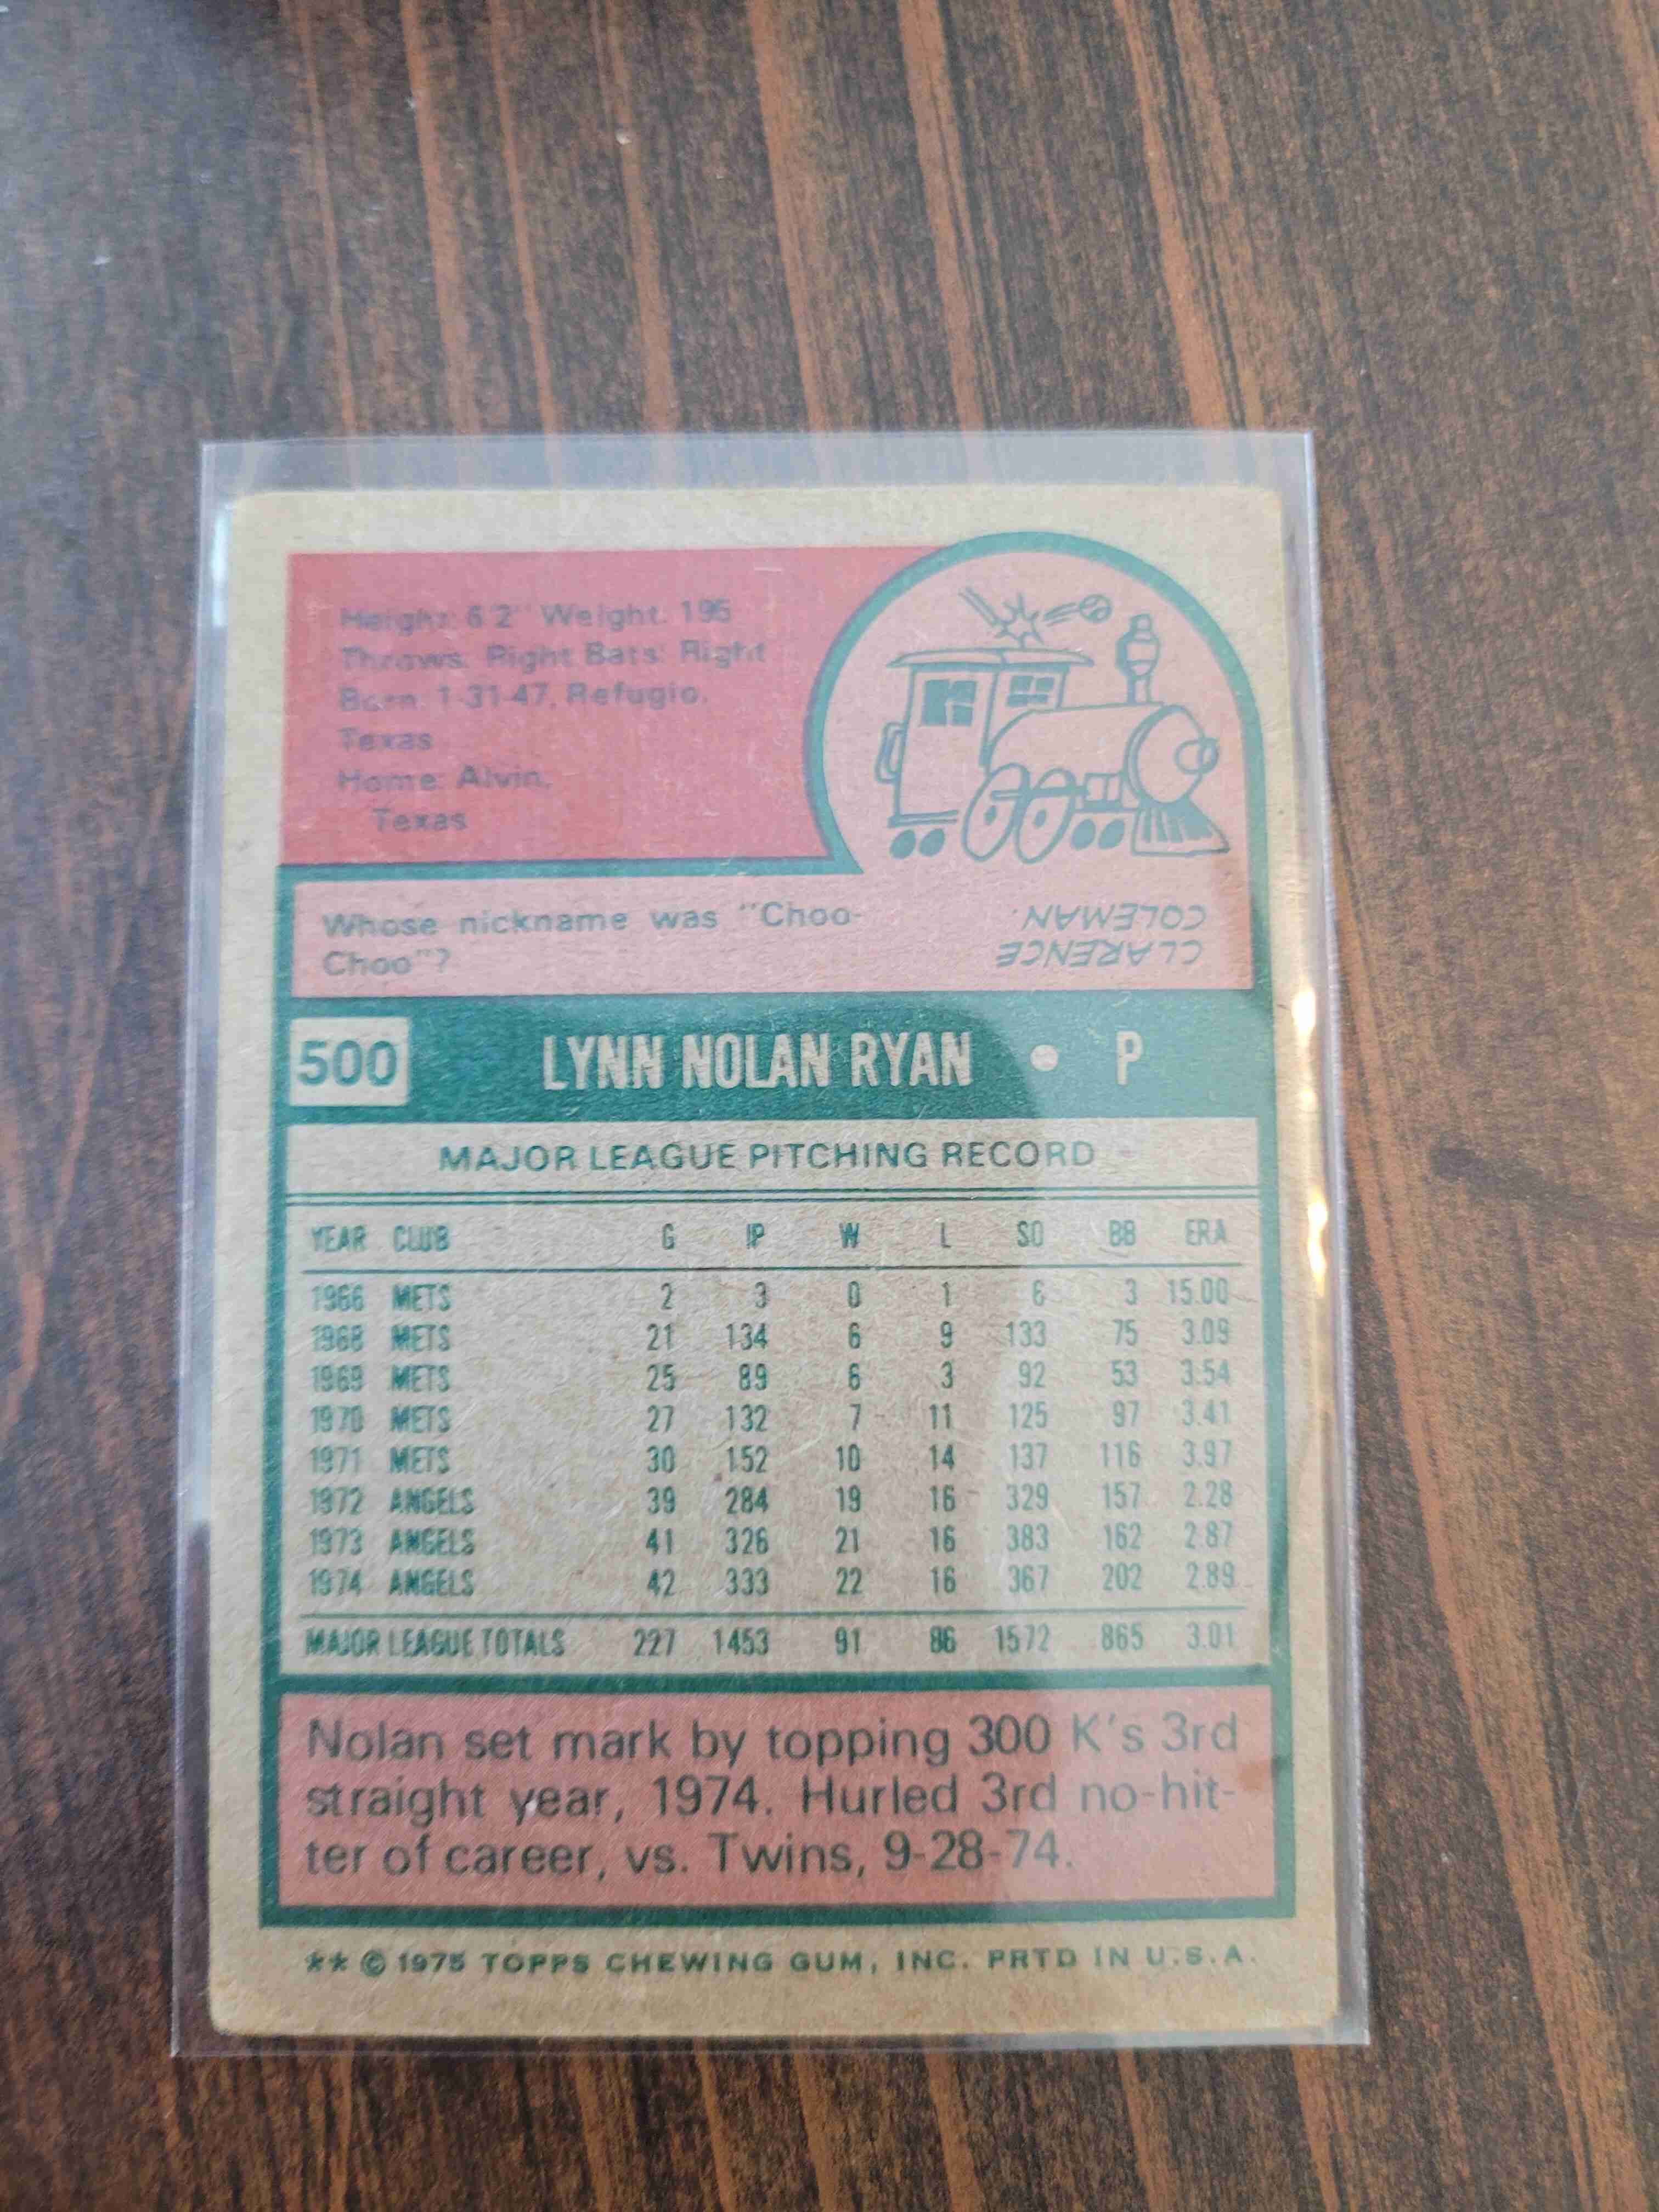 Height: 6'2" Weight: 195
Throws: Right Bats: Right
Born: 1-31-47, Refugio,
Texas
Home: Alvin,
Texas
Whose nickname was "Choo-
Choo"?
CLARENCE
COLEMAN
500 LYNN NOLAN RYAN • P
MAJOR LEAGUE PITCHING RECORD
YEAR CLUB G IP W L SO BB ERA
1966 METS 2 3 0 1 6 3 15.00
1968 METS 21 134 6 9 133 75 3.09
1969 METS 25 89 6 3 92 53 3.54
1970 METS 27 132 7 11 125 97 3.41
1971 METS 30 152 10 14 137 116 3.97
1972 ANGELS 39 284 19 16 329 157 2.28
1973 ANGELS 41 326 21 16 383 162 2.87
1974 ANGELS 42 333 22 16 367 202 2.89
MAJOR LEAGUE TOTALS 227 1453 91 86 1572 865 3.01
Nolan set mark by topping 300 K's 3rd
straight year, 1974. Hurled 3rd no-hit-
ter of career, vs. Twins, 9-28-74.
** © 1975 TOPPS CHEWING GUM, INC. PRTD IN U.S.A.